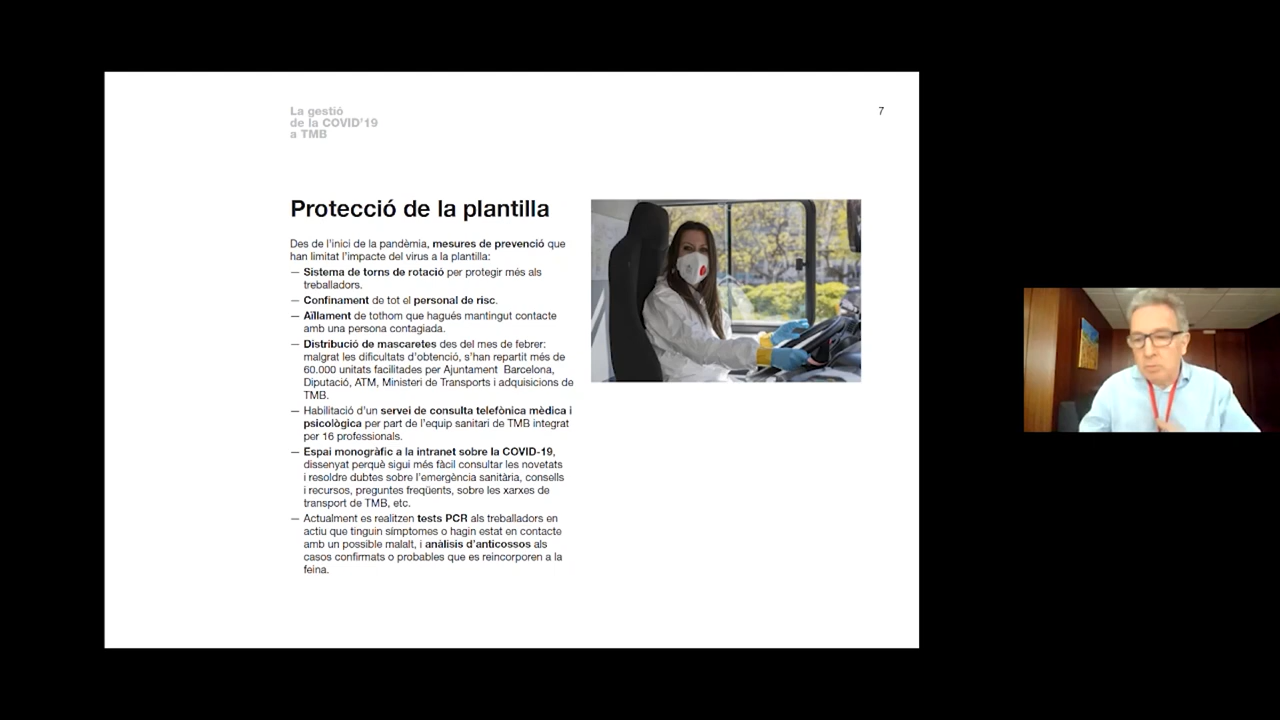 La gestió
de la COVID'19
a TMB
7
Protecció de la plantilla
Des de l'inici de la pandèmia, mesures de prevenció que
han limitat l'impacte del virus a la plantilla:
— Sistema de torns de rotació per protegir més als
treballadors.
— Confinament de tot el personal de risc.
— Aïllament de tothom que hagués mantingut contacte
amb una persona contagiada.
— Distribució de mascaretes des del mes de febrer:
malgrat les dificultats d'obtenció, s'han repartit més de
60.000 unitats facilitades per Ajuntament Barcelona,
Diputació, ATM, Ministeri de Transports i adquisicions de
TMB.
— Habilitació d'un servei de consulta telefònica mèdica i
psicològica per part de l'equip sanitari de TMB integrat
per 16 professionals.
— Espai monogràfic a la intranet sobre la COVID-19,
dissenyat perquè sigui més fàcil consultar les novetats
i resoldre dubtes sobre l'emergència sanitària, consells
i recursos, preguntes freqüents, sobre les xarxes de
transport de TMB, etc.
— Actualment es realitzen tests PCR als treballadors en
actiu que tinguin símptomes o hagin estat en contacte
amb un possible malalt, i anàlisis d'anticossos als
casos confirmats o probables que es reincorporen a la
feina.